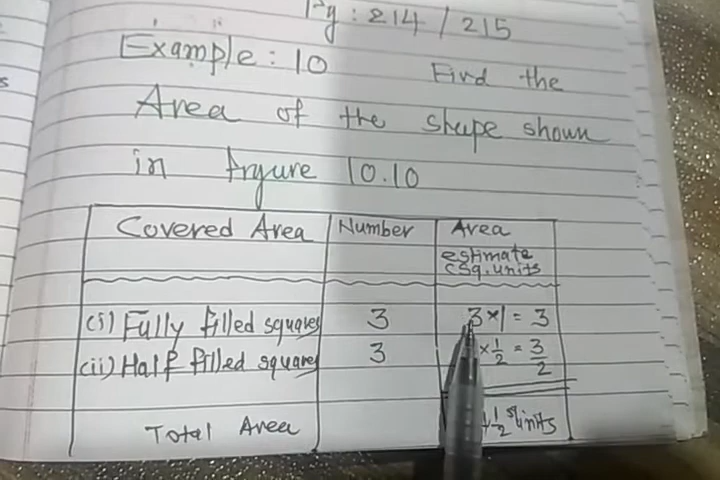 Pg : 214 / 215
Example : 10 Find the
Area of the shape shown
in figure 10.10
Covered Area Number Area
estimate
(sq.units
(i) Fully filled squares 3 3 × 1 = 3
(ii) Half filled squares 3 × 1/2 = 3/2
Total Area 1/2 units